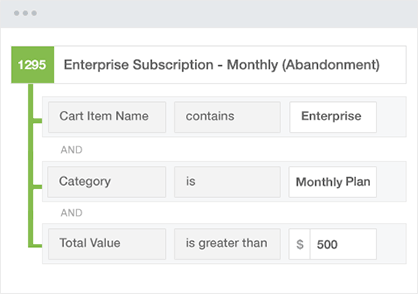 1295 Enterprise Subscription - Monthly (Abandonment)
Cart Item Name contains Enterprise
AND
Category is Monthly Plan
AND
Total Value is greater than $ 500